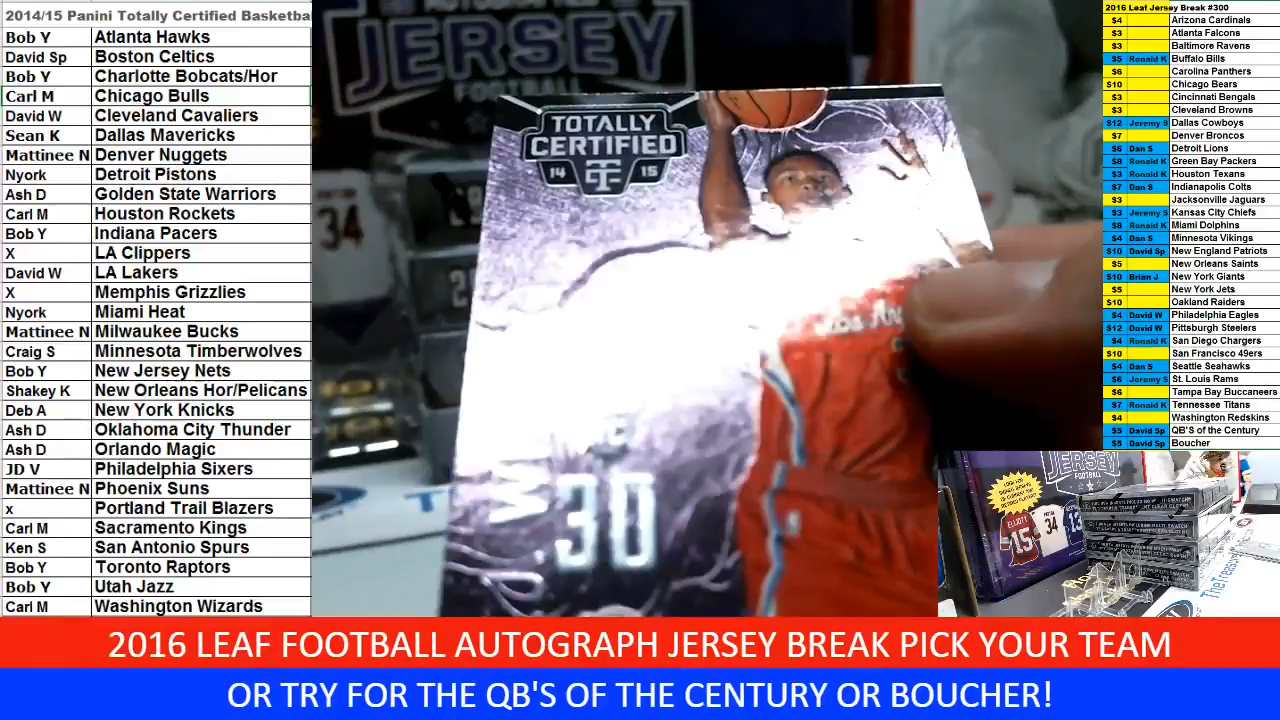 2014/15 Panini Totally Certified Basketba
Bob Y Atlanta Hawks
David Sp Boston Celtics
Bob Y Charlotte Bobcats/Hor
Carl M Chicago Bulls
David W Cleveland Cavaliers
Sean K Dallas Mavericks
Mattinee N Denver Nuggets
Nyork Detroit Pistons
Ash D Golden State Warriors
Carl M Houston Rockets
Bob Y Indiana Pacers
X LA Clippers
David W LA Lakers
X Memphis Grizzlies
Nyork Miami Heat
Mattinee N Milwaukee Bucks
Craig S Minnesota Timberwolves
Bob Y New Jersey Nets
Shakey K New Orleans Hor/Pelicans
Deb A New York Knicks
Ash D Oklahoma City Thunder
Ash D Orlando Magic
JD V Philadelphia Sixers
Mattinee N Phoenix Suns
x Portland Trail Blazers
Carl M Sacramento Kings
Ken S San Antonio Spurs
Bob Y Toronto Raptors
Bob Y Utah Jazz
Carl M Washington Wizards
JERSEY
FOOTBALL
34
TOTALLY
CERTIFIED
14 TC 15
30
2016 Leaf Jersey Break #300
$4 Arizona Cardinals
$3 Atlanta Falcons
$3 Baltimore Ravens
$5 Ronald K Buffalo Bills
$6 Carolina Panthers
$10 Chicago Bears
$3 Cincinnati Bengals
$3 Cleveland Browns
$12 Jeremy S Dallas Cowboys
$7 Denver Broncos
$6 Dan S Detroit Lions
$8 Ronald K Green Bay Packers
$3 Ronald K Houston Texans
$7 Dan S Indianapolis Colts
$3 Jacksonville Jaguars
$3 Jeremy S Kansas City Chiefs
$8 Ronald K Miami Dolphins
$4 Dan S Minnesota Vikings
$10 David Sp New England Patriots
$5 New Orleans Saints
$10 Brian J New York Giants
$5 New York Jets
$10 Oakland Raiders
$4 David W Philadelphia Eagles
$12 David W Pittsburgh Steelers
$4 Ronald K San Diego Chargers
$10 San Francisco 49ers
$4 Dan S Seattle Seahawks
$6 Jeremy S St. Louis Rams
$6 Tampa Bay Buccaneers
$7 Ronald K Tennessee Titans
$4 Washington Redskins
$5 David Sp QB'S of the Century
$5 David Sp Boucher
JERSEY
FOOTBALL
ELLIOTT
15
34
13
TheTreasure
2016 LEAF FOOTBALL AUTOGRAPH JERSEY BREAK PICK YOUR TEAM
OR TRY FOR THE QB'S OF THE CENTURY OR BOUCHER!